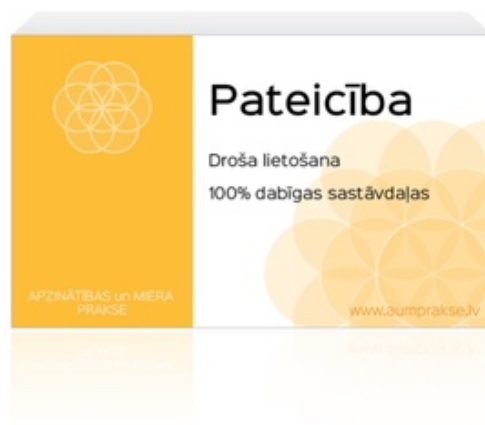 Pateicība
Droša lietošana
100% dabīgas sastāvdaļas
APZINĀTĪBAS un MIERA
PRAKSE
www.aumprakse.lv